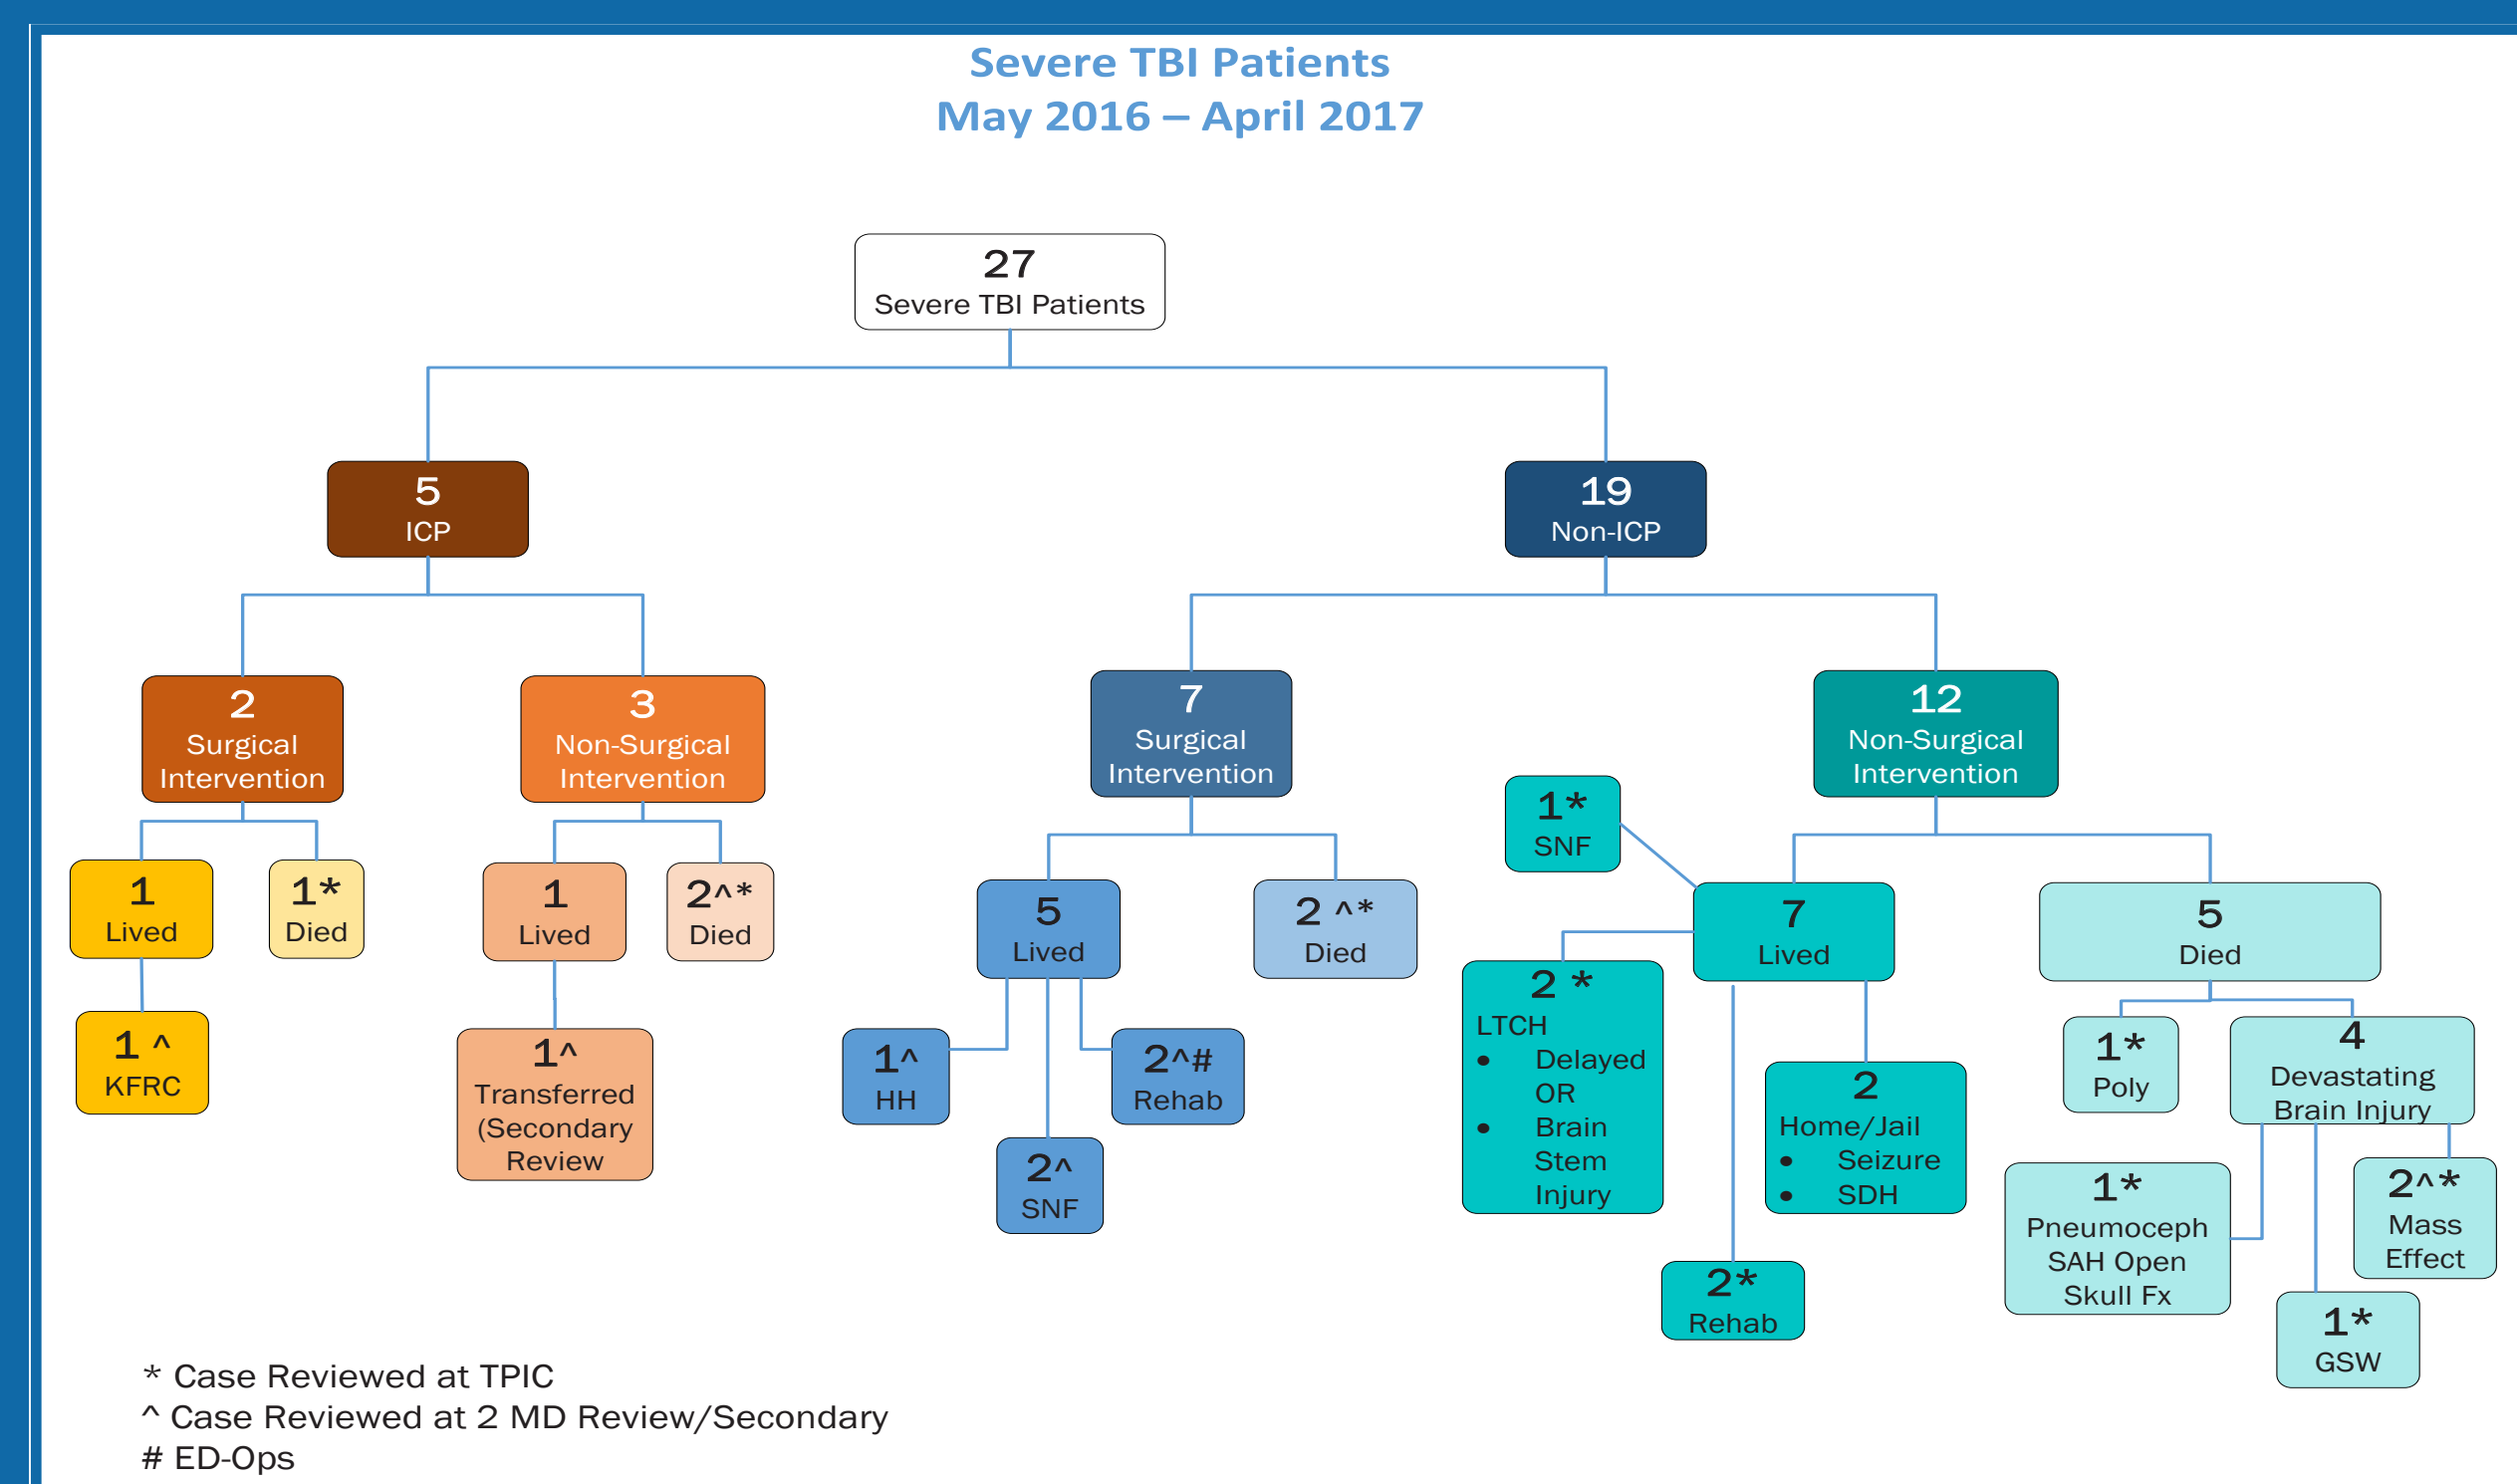 Severe TBI Patients
May 2016 – April 2017
27
Severe TBI Patients
5
ICP
19
Non-ICP
2
Surgical
Intervention
3
Non-Surgical
Intervention
7
Surgical
Intervention
12
Non-Surgical
Intervention
1
Lived
1*
Died
1
Lived
2^*
Died
5
Lived
2 ^*
Died
1*
SNF
7
Lived
5
Died
1 ^
KFRC
1^
Transferred
(Secondary
Review
1^
HH
2^
SNF
2^#
Rehab
2 *
LTCH
• Delayed
OR
• Brain
Stem
Injury
2
Home/Jail
• Seizure
• SDH
2*
Rehab
1*
Poly
4
Devastating
Brain Injury
1*
Pneumoceph
SAH Open
Skull Fx
2^*
Mass
Effect
1*
GSW
* Case Reviewed at TPIC
^ Case Reviewed at 2 MD Review/Secondary
# ED-Ops